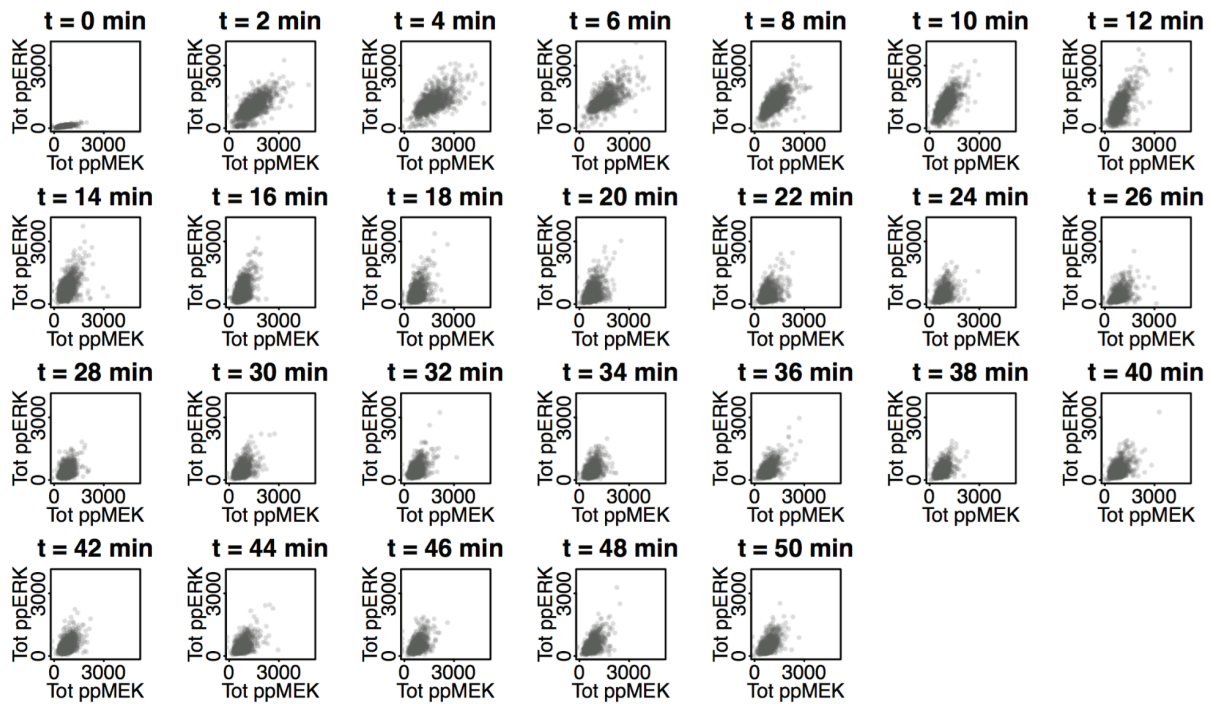 t = 0 min t = 2 min t = 4 min t = 6 min t = 8 min t = 10 min t = 12 min
Tot ppERK Tot ppERK Tot ppERK Tot ppERK Tot ppERK Tot ppERK Tot ppERK
0 3000 0 3000 0 3000 0 3000 0 3000 0 3000 0 3000
0 3000 0 3000 0 3000 0 3000 0 3000 0 3000 0 3000
Tot ppMEK Tot ppMEK Tot ppMEK Tot ppMEK Tot ppMEK Tot ppMEK Tot ppMEK
t = 14 min t = 16 min t = 18 min t = 20 min t = 22 min t = 24 min t = 26 min
Tot ppERK Tot ppERK Tot ppERK Tot ppERK Tot ppERK Tot ppERK Tot ppERK
0 3000 0 3000 0 3000 0 3000 0 3000 0 3000 0 3000
0 3000 0 3000 0 3000 0 3000 0 3000 0 3000 0 3000
Tot ppMEK Tot ppMEK Tot ppMEK Tot ppMEK Tot ppMEK Tot ppMEK Tot ppMEK
t = 28 min t = 30 min t = 32 min t = 34 min t = 36 min t = 38 min t = 40 min
Tot ppERK Tot ppERK Tot ppERK Tot ppERK Tot ppERK Tot ppERK Tot ppERK
0 3000 0 3000 0 3000 0 3000 0 3000 0 3000 0 3000
0 3000 0 3000 0 3000 0 3000 0 3000 0 3000 0 3000
Tot ppMEK Tot ppMEK Tot ppMEK Tot ppMEK Tot ppMEK Tot ppMEK Tot ppMEK
t = 42 min t = 44 min t = 46 min t = 48 min t = 50 min
Tot ppERK Tot ppERK Tot ppERK Tot ppERK Tot ppERK
0 3000 0 3000 0 3000 0 3000 0 3000
0 3000 0 3000 0 3000 0 3000 0 3000
Tot ppMEK Tot ppMEK Tot ppMEK Tot ppMEK Tot ppMEK